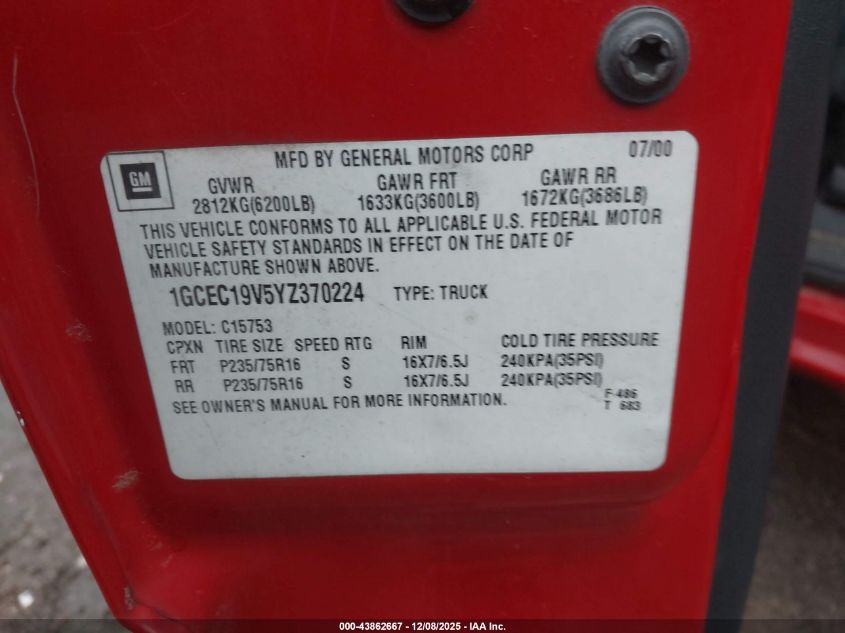 MFD BY GENERAL MOTORS CORP 07/00
GM
GVWR GAWR FRT GAWR RR
2812KG(6200LB) 1633KG(3600LB) 1672KG(3686LB)
THIS VEHICLE CONFORMS TO ALL APPLICABLE U.S. FEDERAL MOTOR
VEHICLE SAFETY STANDARDS IN EFFECT ON THE DATE OF
MANUFACTURE SHOWN ABOVE.
1GCEC19V5YZ370224 TYPE: TRUCK
MODEL: C15753
CPXN TIRE SIZE SPEED RTG RIM COLD TIRE PRESSURE
FRT P235/75R16 S 16X7/6.5J 240KPA(35PSI)
RR P235/75R16 S 16X7/6.5J 240KPA(35PSI)
SEE OWNER'S MANUAL FOR MORE INFORMATION.
F-486
T 683
000-43862667 - 12/08/2025 - IAA Inc.